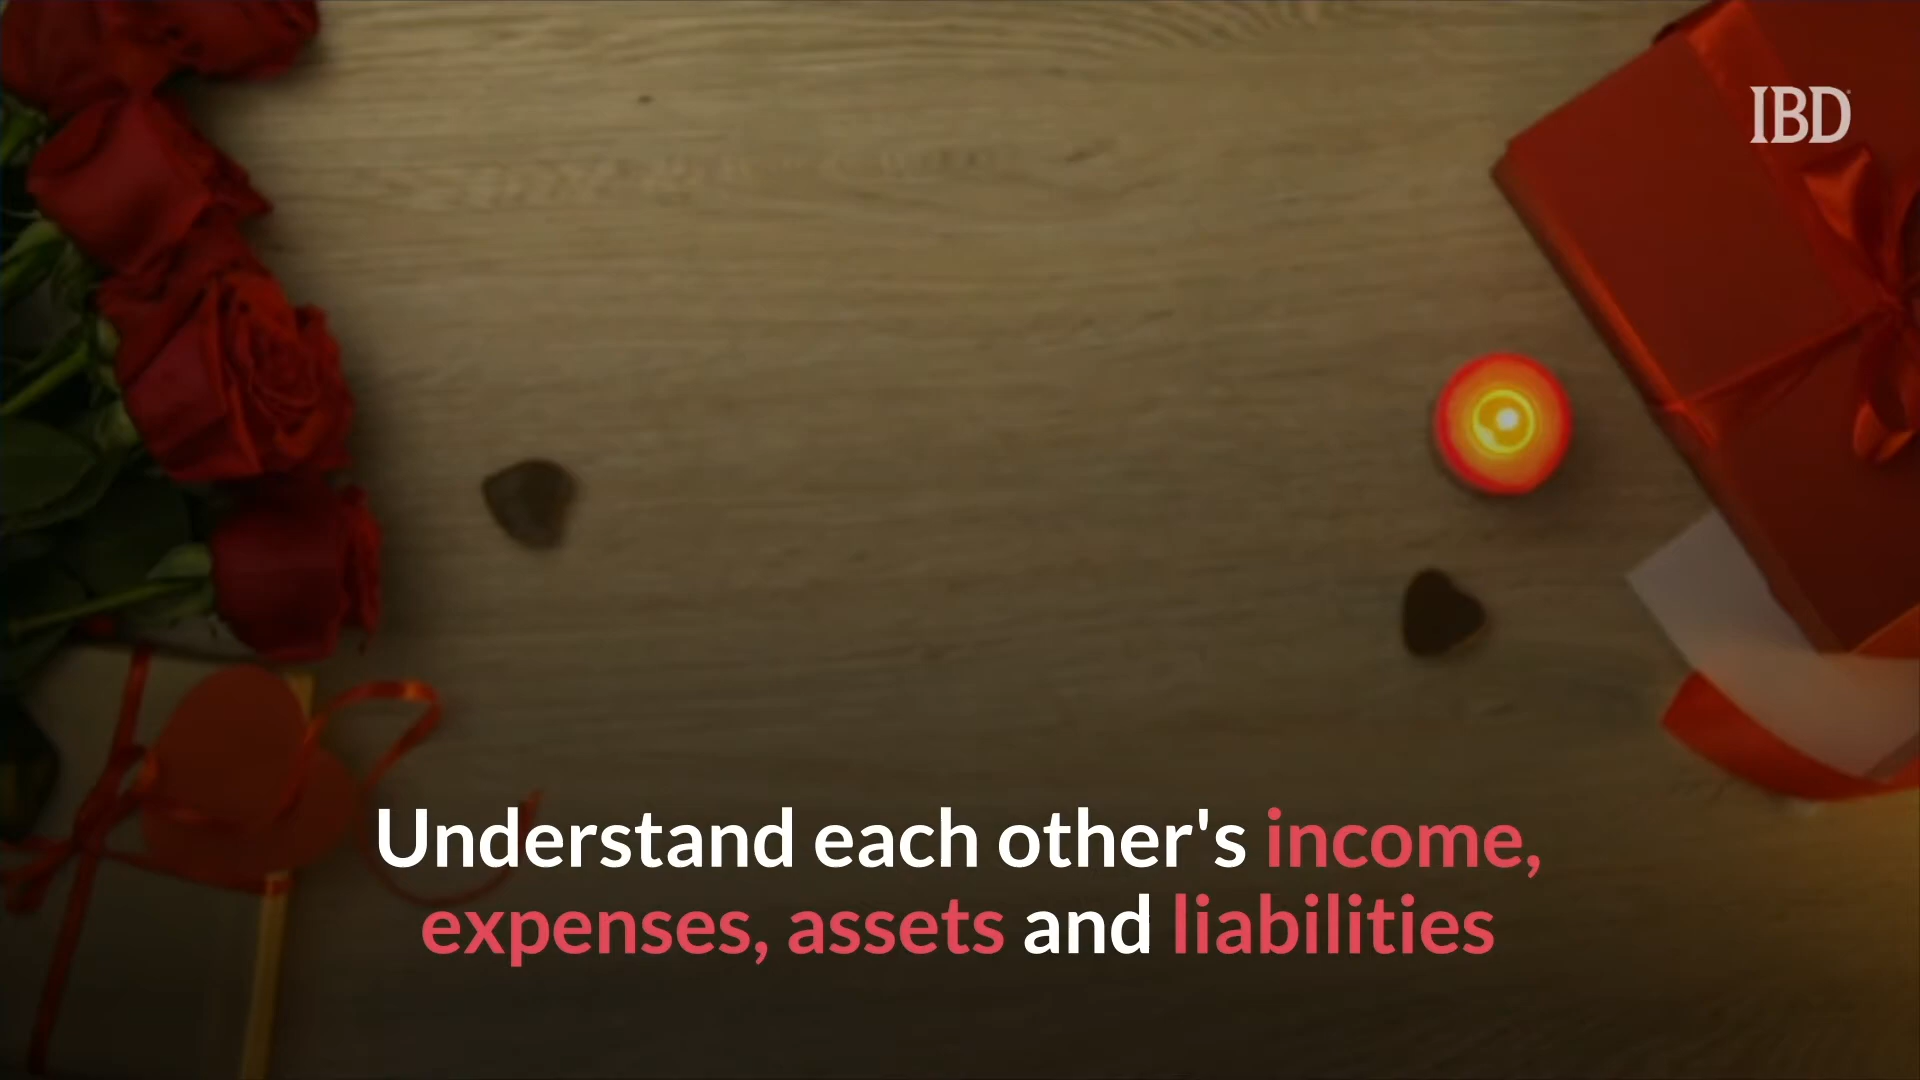 IBD
Understand each other's income,
expenses, assets and liabilities